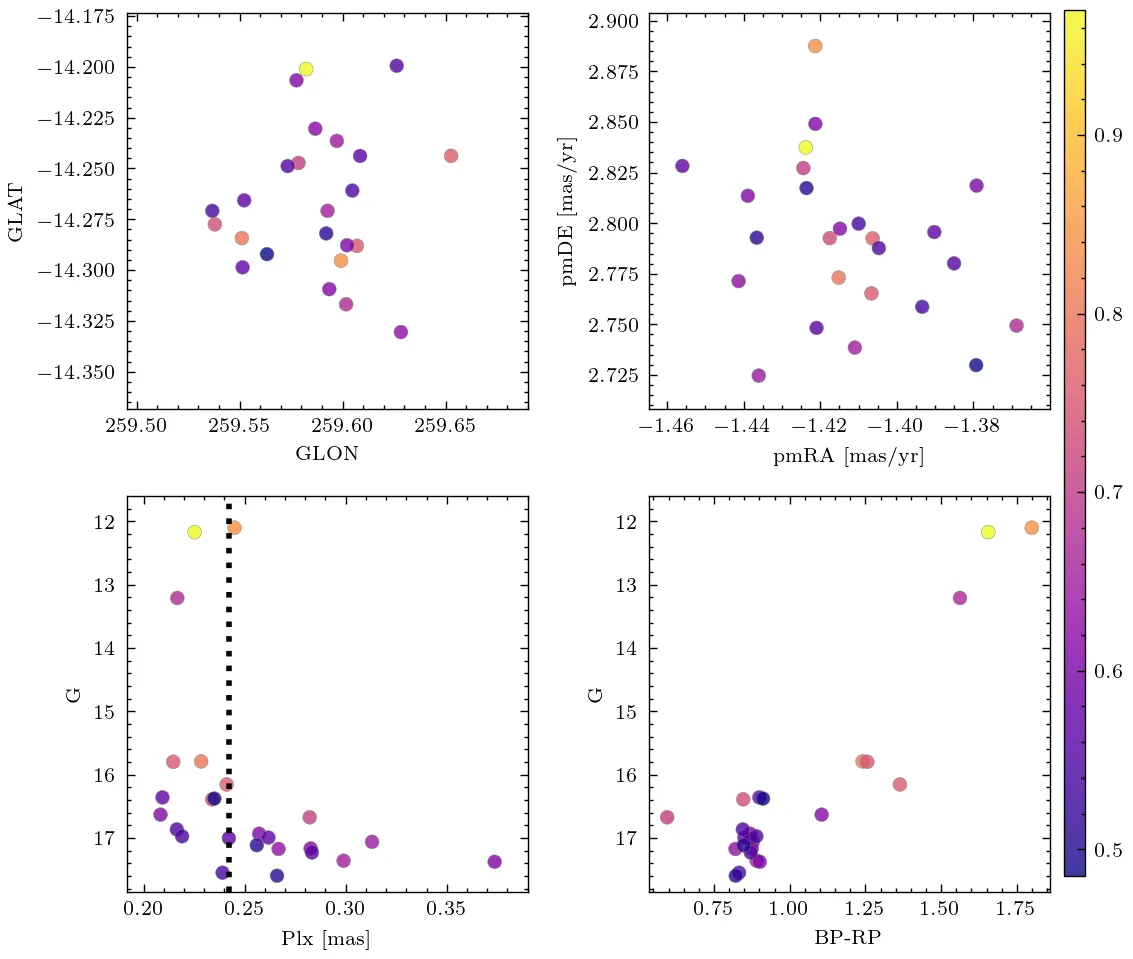 −14.175
−14.200
−14.225
−14.250
−14.275
−14.300
−14.325
−14.350
GLAT
259.50 259.55 259.60 259.65
GLON
2.900
2.875
2.850
2.825
2.800
2.775
2.750
2.725
pmDE [mas/yr]
−1.46 −1.44 −1.42 −1.40 −1.38
pmRA [mas/yr]
0.9
0.8
0.7
0.6
0.5
12
13
14
15
16
17
G
0.20 0.25 0.30 0.35
Plx [mas]
12
13
14
15
16
17
G
0.75 1.00 1.25 1.50 1.75
BP-RP